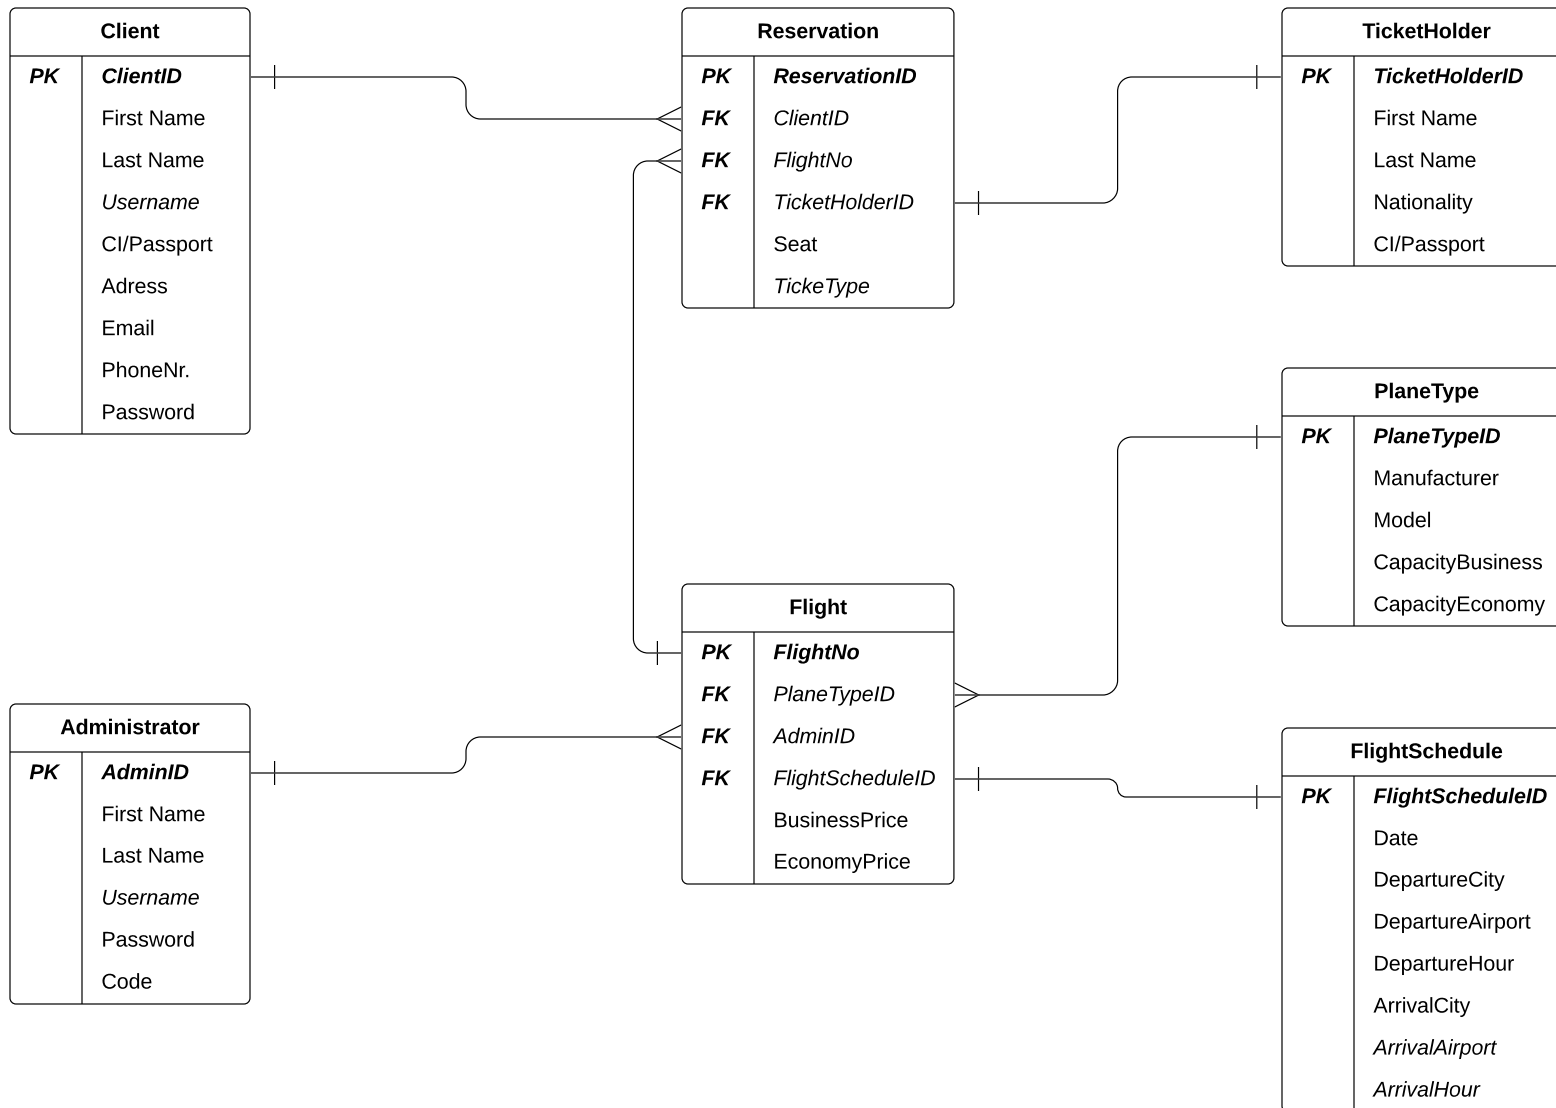 Client
PK ClientID
First Name
Last Name
Username
CI/Passport
Adress
Email
PhoneNr.
Password
Reservation
PK ReservationID
FK ClientID
FK FlightNo
FK TicketHolderID
Seat
TickeType
TicketHolder
PK TicketHolderID
First Name
Last Name
Nationality
CI/Passport
PlaneType
PK PlaneTypeID
Manufacturer
Model
CapacityBusiness
CapacityEconomy
Flight
PK FlightNo
FK PlaneTypeID
FK AdminID
FK FlightScheduleID
BusinessPrice
EconomyPrice
Administrator
PK AdminID
First Name
Last Name
Username
Password
Code
FlightSchedule
PK FlightScheduleID
Date
DepartureCity
DepartureAirport
DepartureHour
ArrivalCity
ArrivalAirport
ArrivalHour